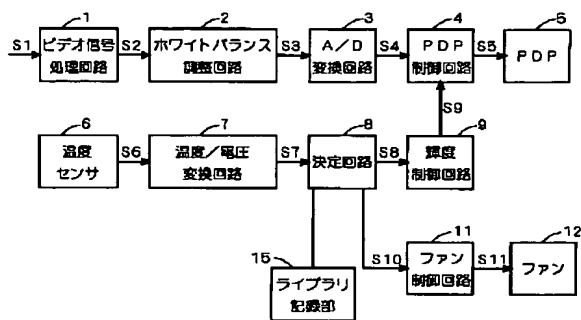 1
2
3
4
5
S1
ビデオ信号
処理回路
S2
ホワイトバランス
調整回路
S3
A/D
変換回路
S4
PDP
制御回路
S5
PDP
S9
6
7
8
9
温度
センサ
S6
温度/電圧
変換回路
S7
決定回路
S8
輝度
制御回路
15
ライブラリ
記録部
S10
11
ファン
制御回路
S11
12
ファン